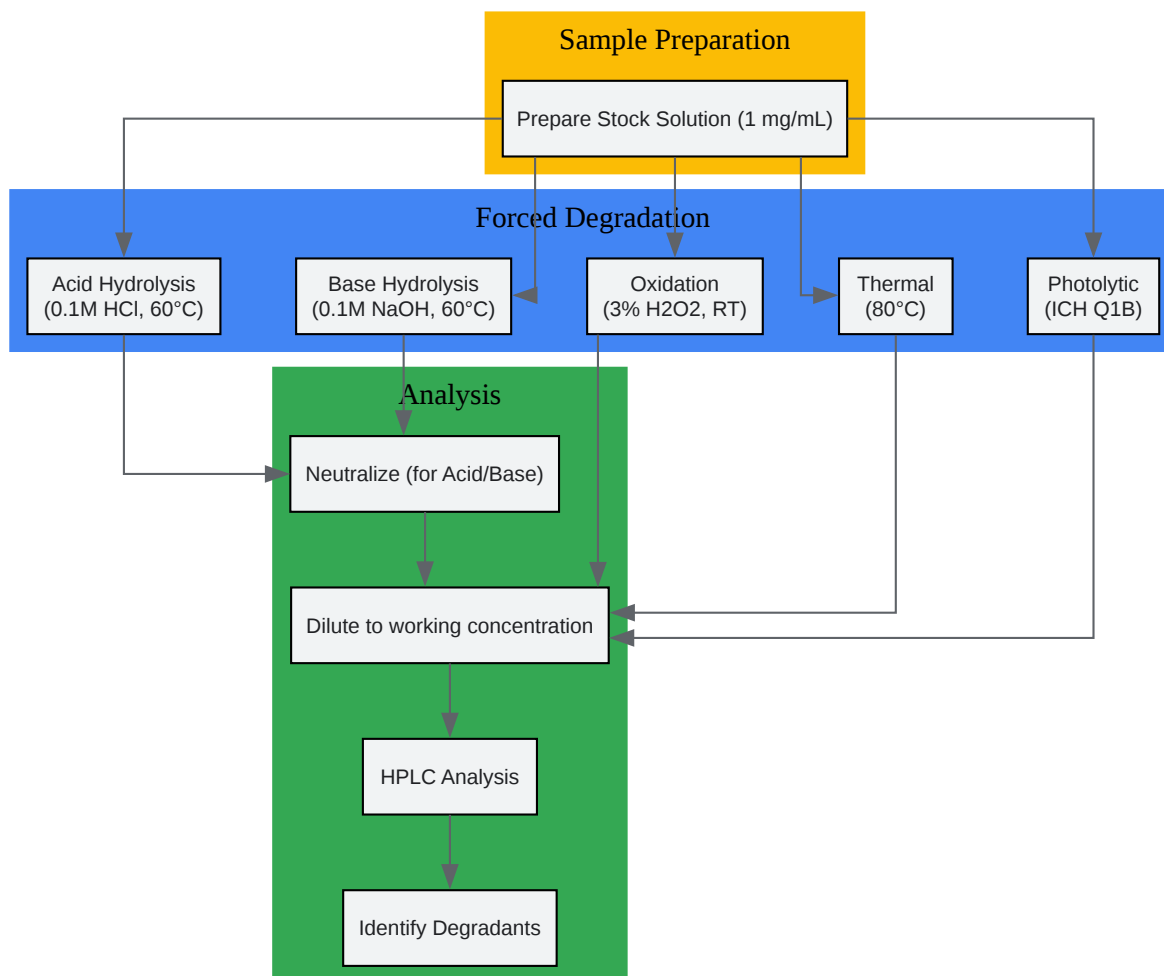 Sample Preparation
Prepare Stock Solution (1 mg/mL)
Forced Degradation
Acid Hydrolysis
(0.1M HCl, 60°C)
Base Hydrolysis
(0.1M NaOH, 60°C)
Oxidation
(3% H2O2, RT)
Thermal
(80°C)
Photolytic
(ICH Q1B)
Analysis
Neutralize (for Acid/Base)
Dilute to working concentration
HPLC Analysis
Identify Degradants